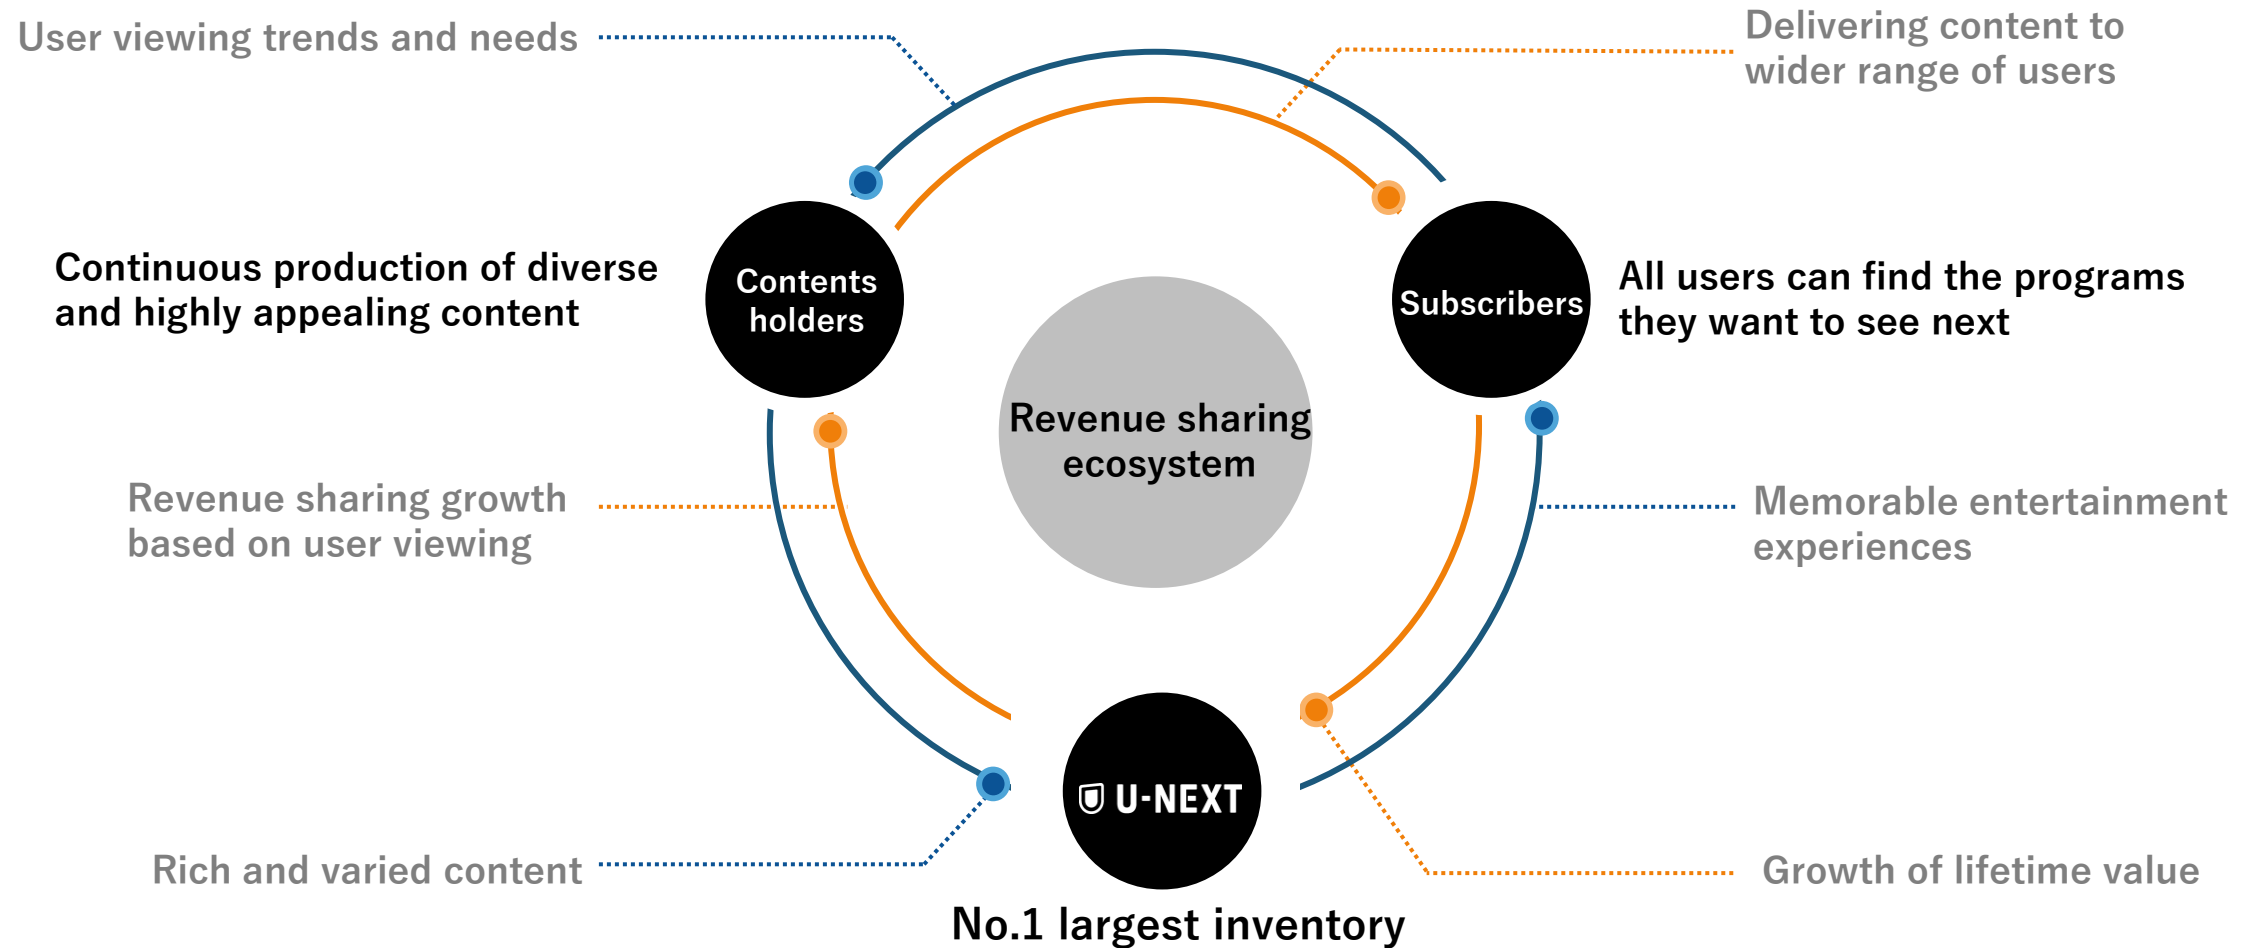 User viewing trends and needs
Delivering content to
wider range of users
Continuous production of diverse
and highly appealing content
Contents
holders
Subscribers
All users can find the programs
they want to see next
Revenue sharing
ecosystem
Revenue sharing growth
based on user viewing
Memorable entertainment
experiences
U-NEXT
Rich and varied content
Growth of lifetime value
No.1 largest inventory